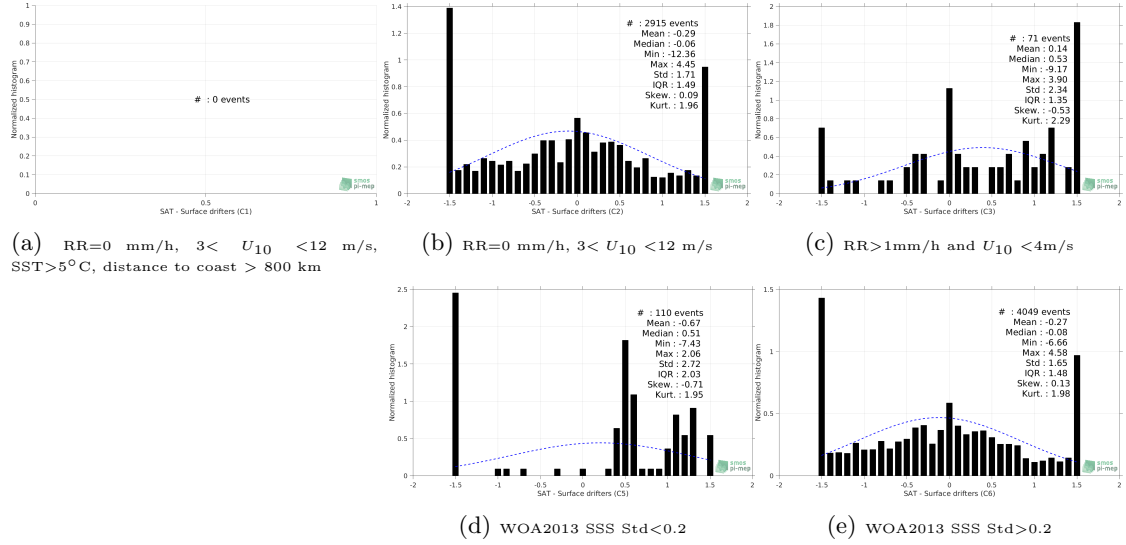 1
0.9
0.8
0.7
0.6
0.5
0.4
0.3
0.2
0.1
0
Normalized histogram
# : 0 events
smos
pi-mep
0 0.5 1
SAT - Surface drifters (C1)
(a) RR=0 mm/h, 3< U10 <12 m/s,
SST>5°C, distance to coast > 800 km
1.4
1.2
1
0.8
0.6
0.4
0.2
0
Normalized histogram
# : 2915 events
Mean : -0.29
Median : -0.06
Min : -12.36
Max : 4.45
Std : 1.71
IQR : 1.49
Skew. : 0.09
Kurt. : 1.96
smos
pi-mep
-2 -1.5 -1 -0.5 0 0.5 1 1.5 2
SAT - Surface drifters (C2)
(b) RR=0 mm/h, 3< U10 <12 m/s
2
1.8
1.6
1.4
1.2
1
0.8
0.6
0.4
0.2
0
Normalized histogram
# : 71 events
Mean : 0.14
Median : 0.53
Min : -9.17
Max : 3.90
Std : 2.34
IQR : 1.35
Skew. : -0.53
Kurt. : 2.29
smos
pi-mep
-2 -1.5 -1 -0.5 0 0.5 1 1.5 2
SAT - Surface drifters (C3)
(c) RR>1mm/h and U10 <4m/s
2.5
2
1.5
1
0.5
0
Normalized histogram
# : 110 events
Mean : -0.67
Median : 0.51
Min : -7.43
Max : 2.06
Std : 2.72
IQR : 2.03
Skew. : -0.71
Kurt. : 1.95
smos
pi-mep
-2 -1.5 -1 -0.5 0 0.5 1 1.5 2
SAT - Surface drifters (C5)
(d) WOA2013 SSS Std<0.2
1.5
1
0.5
0
Normalized histogram
# : 4049 events
Mean : -0.27
Median : -0.08
Min : -6.66
Max : 4.58
Std : 1.65
IQR : 1.48
Skew. : 0.13
Kurt. : 1.98
smos
pi-mep
-2 -1.5 -1 -0.5 0 0.5 1 1.5 2
SAT - Surface drifters (C6)
(e) WOA2013 SSS Std>0.2